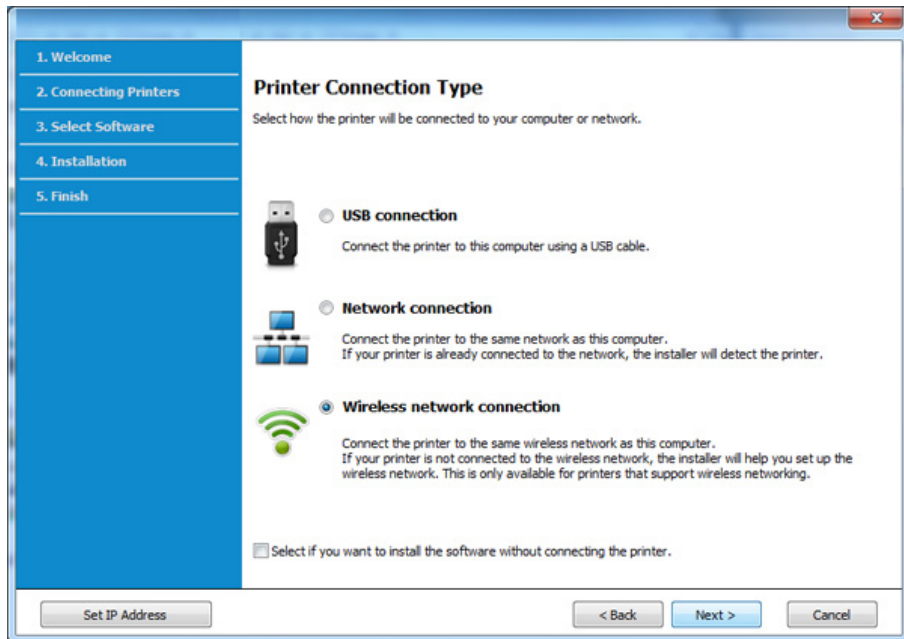 1. Welcome
2. Connecting Printers
3. Select Software
4. Installation
5. Finish
Printer Connection Type
Select how the printer will be connected to your computer or network.
USB connection
Connect the printer to this computer using a USB cable.
Network connection
Connect the printer to the same network as this computer.
If your printer is already connected to the network, the installer will detect the printer.
Wireless network connection
Connect the printer to the same wireless network as this computer.
If your printer is not connected to the wireless network, the installer will help you set up the
wireless network. This is only available for printers that support wireless networking.
Select if you want to install the software without connecting the printer.
Set IP Address
< Back
Next >
Cancel